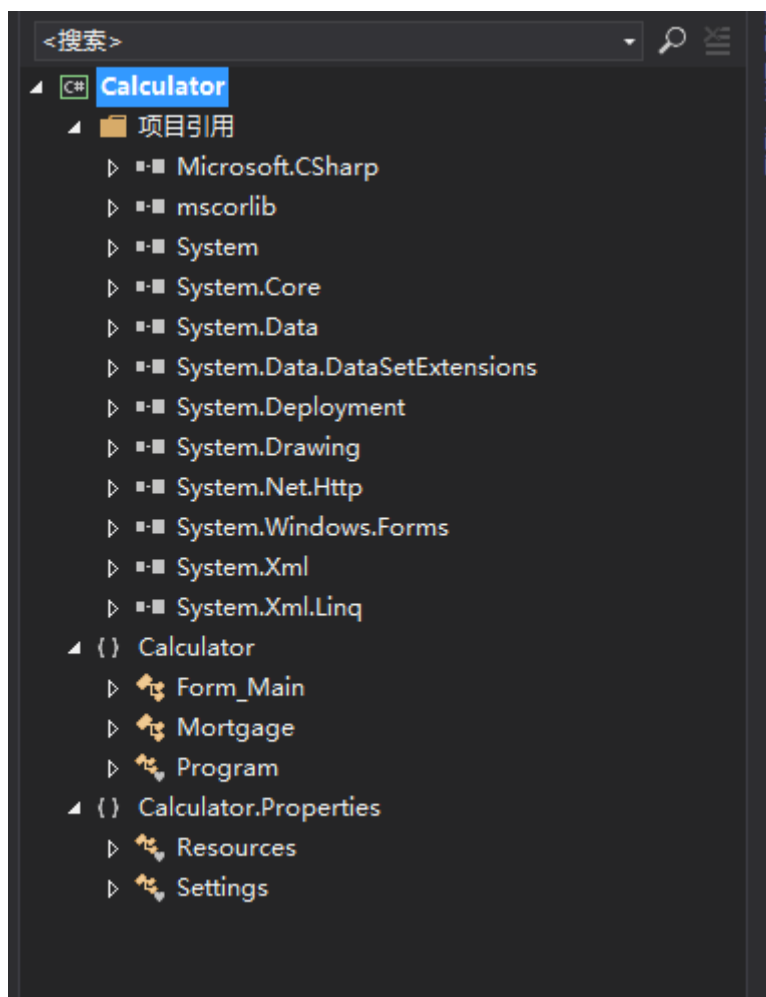 <搜索>
C# Calculator
项目引用
Microsoft.CSharp
mscorlib
System
System.Core
System.Data
System.Data.DataSetExtensions
System.Deployment
System.Drawing
System.Net.Http
System.Windows.Forms
System.Xml
System.Xml.Linq
{} Calculator
Form_Main
Mortgage
Program
{} Calculator.Properties
Resources
Settings